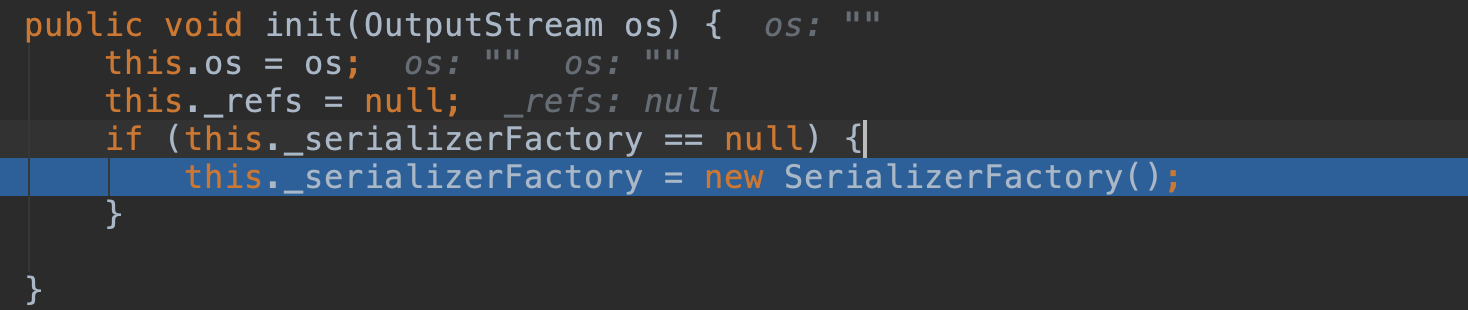 public void init(OutputStream os) {  os: ""
    this.os = os;  os: ""  os: ""
    this._refs = null;  _refs: null
    if (this._serializerFactory == null) {
        this._serializerFactory = new SerializerFactory();
    }
}